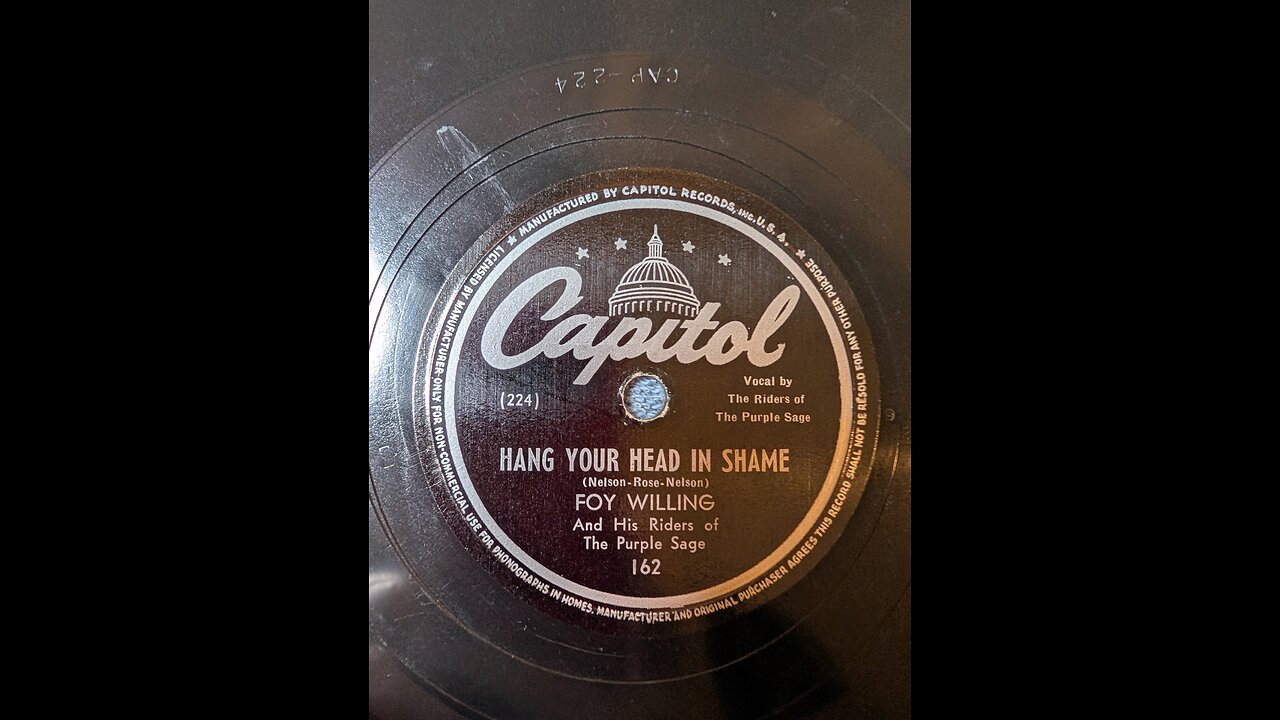 CAP-224
★ MANUFACTURED BY CAPITOL RECORDS, INC. U.S.A. ★
Capitol
Vocal by
(224)
The Riders of
The Purple Sage
9
HANG YOUR HEAD IN SHAME
(Nelson-Rose-Nelson)
FOY WILLING
And His Riders of
The Purple Sage
162
LICENSED BY MANUFACTURER ONLY FOR NON-COMMERCIAL USE FOR PHONOGRAPHS IN HOMES. MANUFACTURER AND ORIGINAL PURCHASER AGREES THIS RECORD SHALL NOT BE RESOLD FOR ANY OTHER PURPOSE